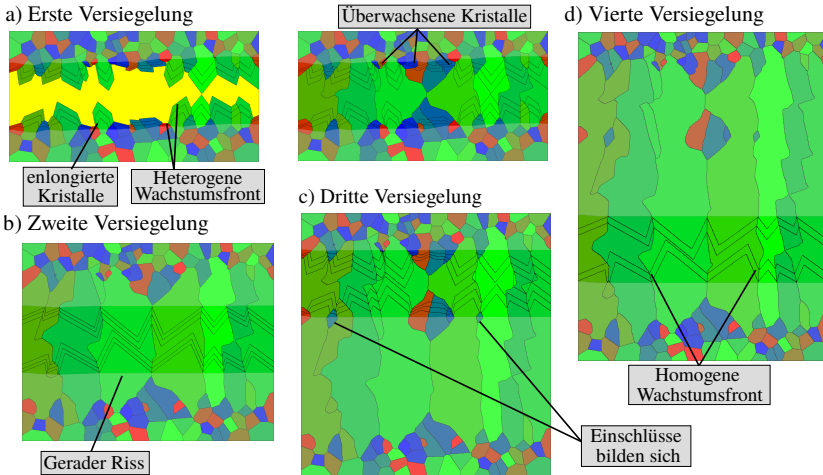 a) Erste Versiegelung
Überwachsene Kristalle
d) Vierte Versiegelung
enlongierte
Kristalle
Heterogene
Wachstumsfront
b) Zweite Versiegelung
c) Dritte Versiegelung
Gerader Riss
Homogene
Wachstumsfront
Einschlüsse
bilden sich